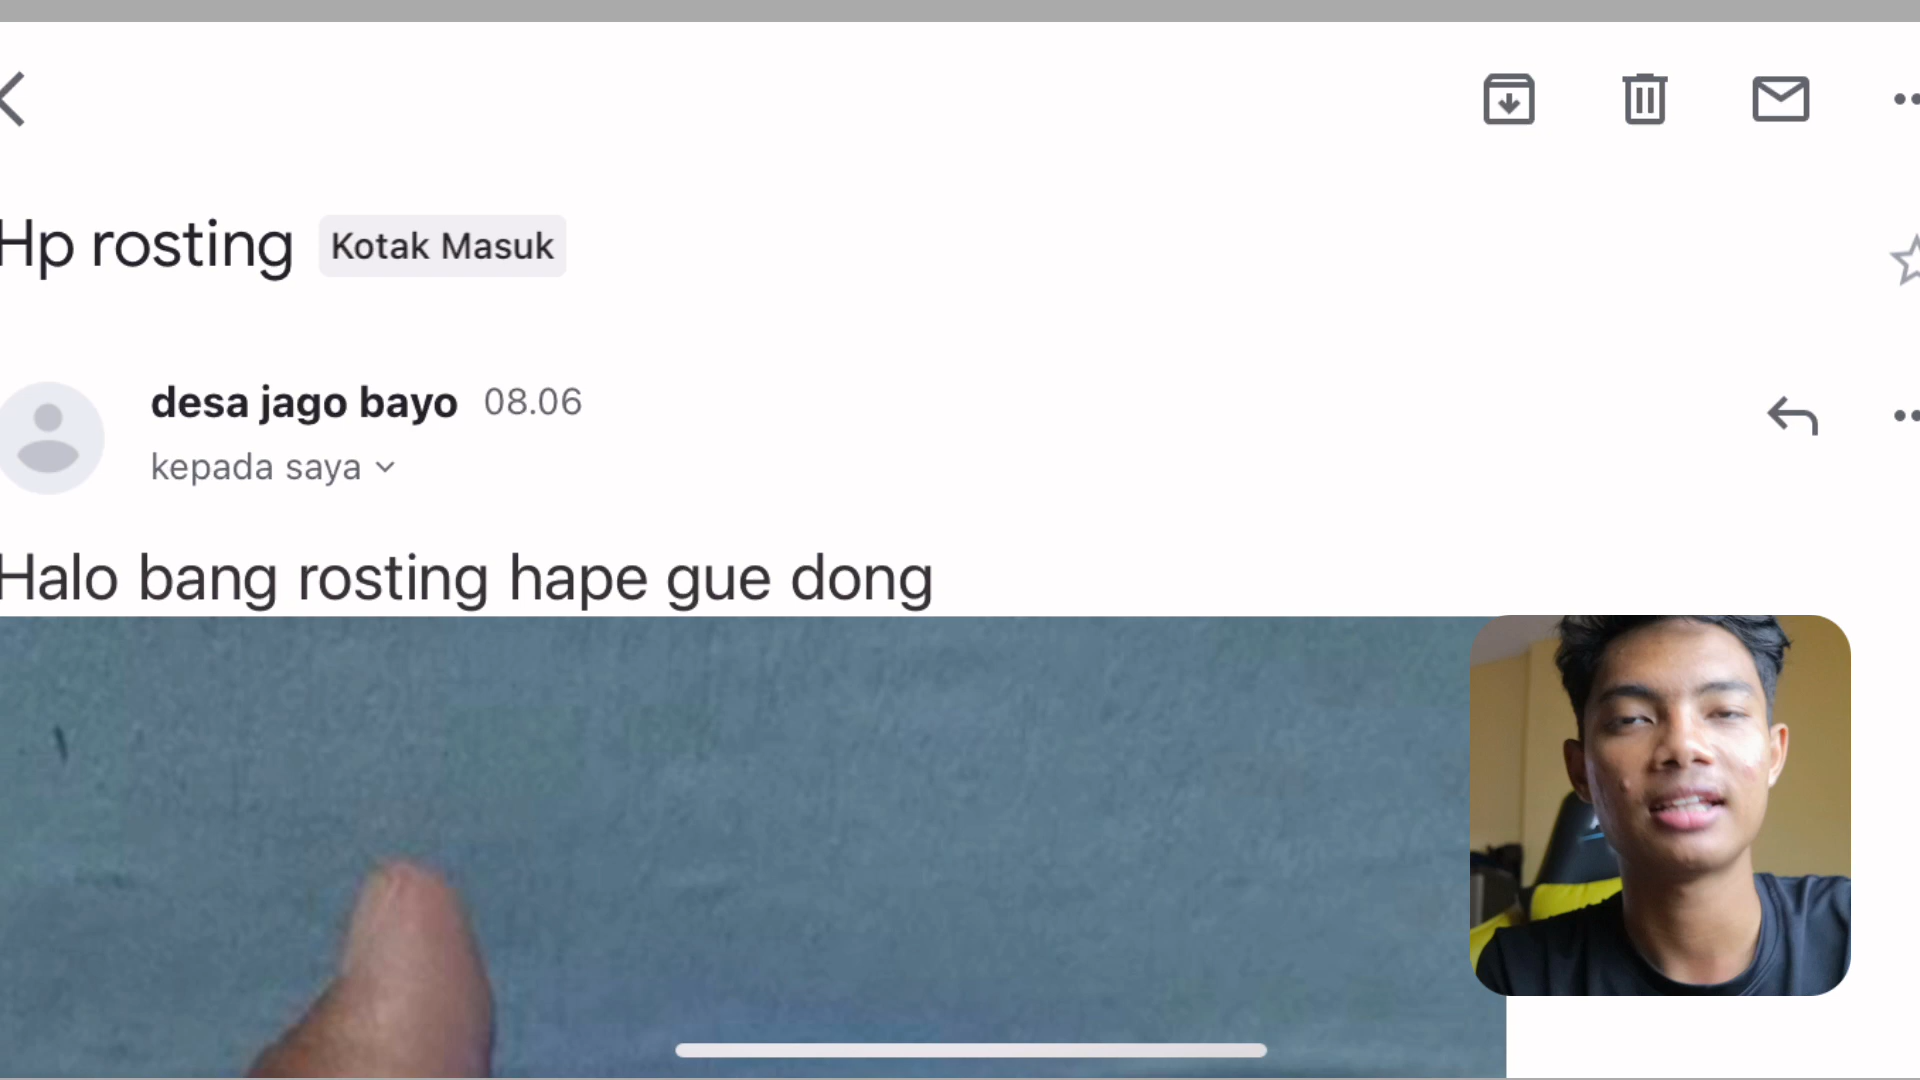 Hp rosting Kotak Masuk
desa jago bayo 08.06
kepada saya
Halo bang rosting hape gue dong